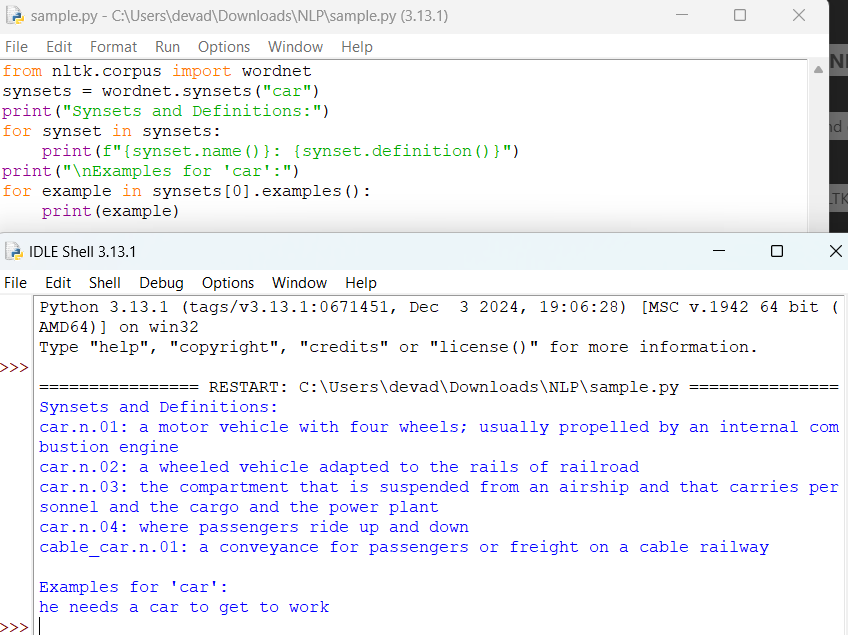 sample.py - C:\Users\devad\Downloads\NLP\sample.py (3.13.1)
File Edit Format Run Options Window Help
from nltk.corpus import wordnet
synsets = wordnet.synsets("car")
print("Synsets and Definitions:")
for synset in synsets:
    print(f"{synset.name()}: {synset.definition()}")
print("\nExamples for 'car':")
for example in synsets[0].examples():
    print(example)
IDLE Shell 3.13.1
File Edit Shell Debug Options Window Help
Python 3.13.1 (tags/v3.13.1:0671451, Dec  3 2024, 19:06:28) [MSC v.1942 64 bit (
AMD64)] on win32
Type "help", "copyright", "credits" or "license()" for more information.
>>>
================ RESTART: C:\Users\devad\Downloads\NLP\sample.py ===============
Synsets and Definitions:
car.n.01: a motor vehicle with four wheels; usually propelled by an internal com
bustion engine
car.n.02: a wheeled vehicle adapted to the rails of railroad
car.n.03: the compartment that is suspended from an airship and that carries per
sonnel and the cargo and the power plant
car.n.04: where passengers ride up and down
cable_car.n.01: a conveyance for passengers or freight on a cable railway

Examples for 'car':
he needs a car to get to work
>>>